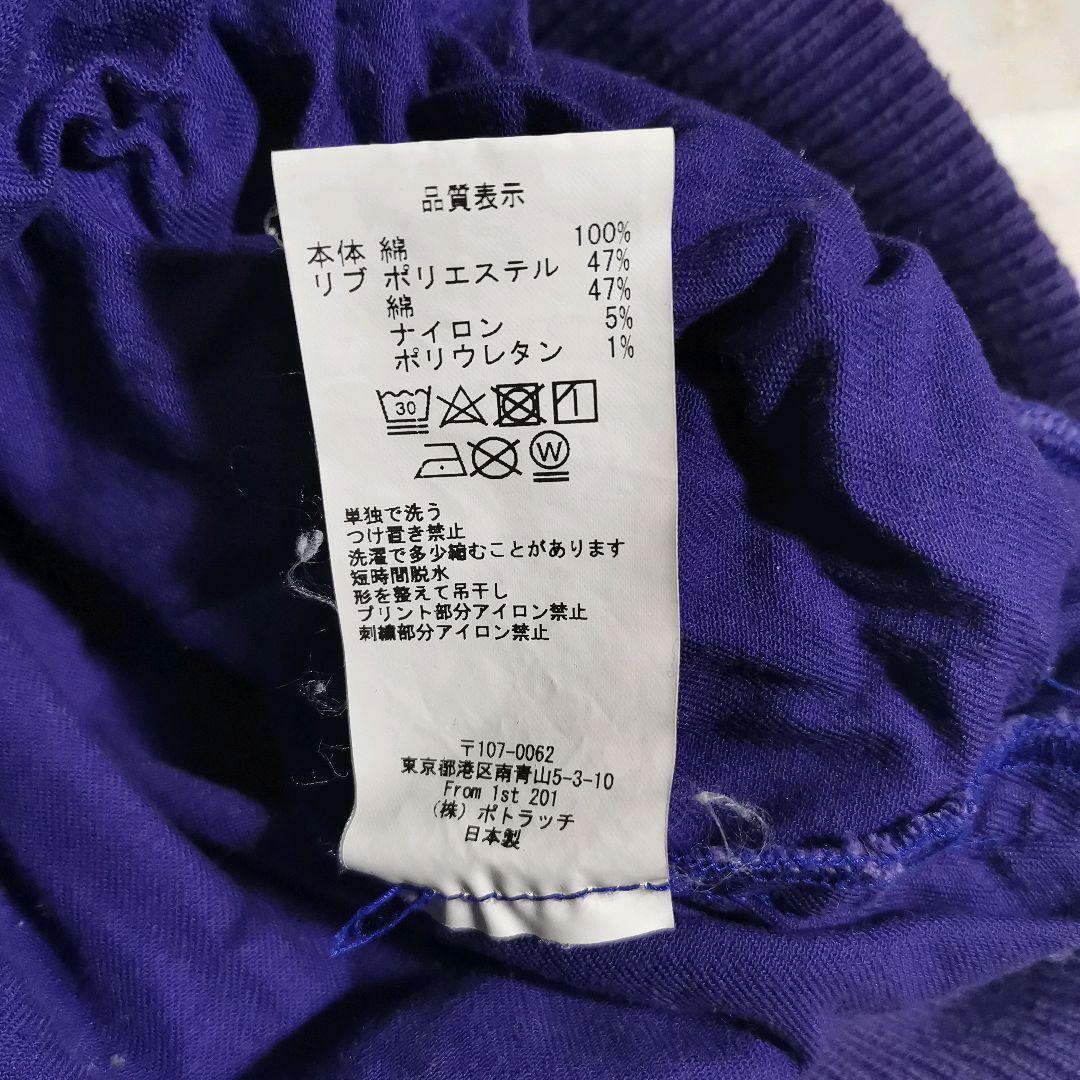 品質表示
本体 綿 100%
リブ ポリエステル 47%
綿 47%
ナイロン 5%
ポリウレタン 1%
30
W
単独で洗う
つけ置き禁止
洗濯で多少縮むことがあります
短時間脱水
形を整えて吊干し
プリント部分アイロン禁止
刺繍部分アイロン禁止
〒107-0062
東京都港区南青山5-3-10
From 1st 201
(株) ポトラッチ
日本製